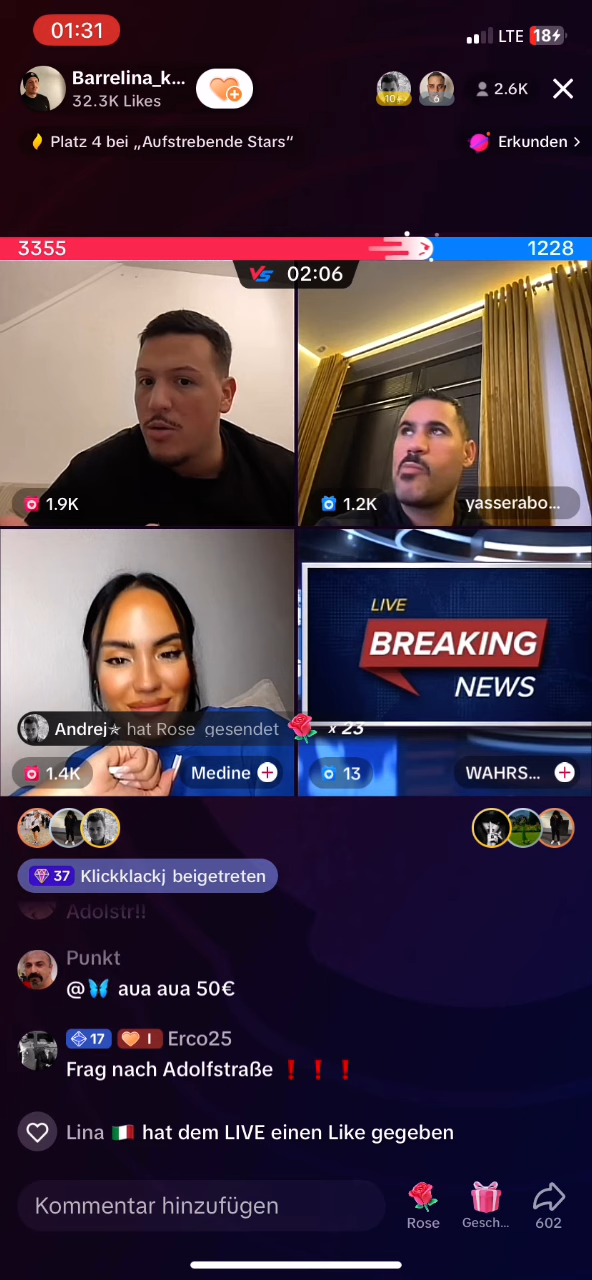 01:31
LTE 18
Barrelina_k...
32.3K Likes
10+
6
2.6K
Platz 4 bei „Aufstrebende Stars“
Erkunden
3355
1228
VS 02:06
1.9K
1.2K
yasserabo...
LIVE
BREAKING
NEWS
Andrej hat Rose gesendet x 23
1.4K
Medine
13
WAHRS...
37 Klickklackj beigetreten
Adolstr!!
Punkt
@🦋 aua aua 50€
17 I Erco25
Frag nach Adolfstraße ❗❗❗
Lina 🇮🇹 hat dem LIVE einen Like gegeben
Kommentar hinzufügen
Rose
Gesch...
602